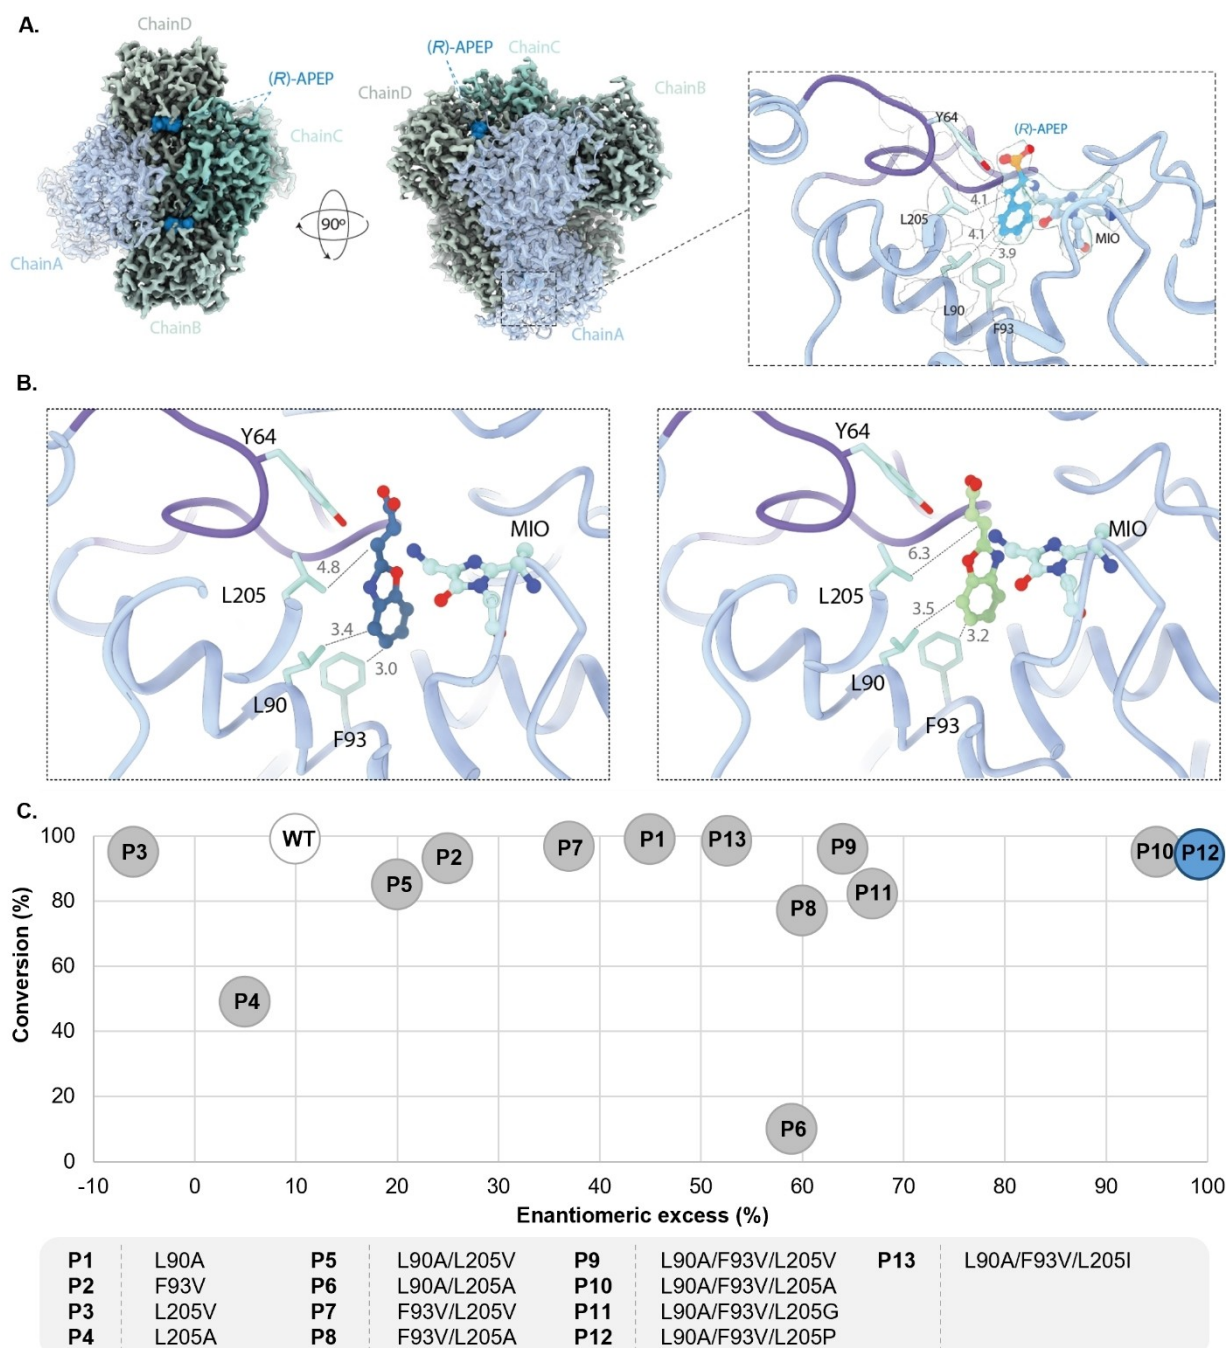 A.
ChainD
(R)-APEP
ChainC
ChainA
ChainB
90º
(R)-APEP
ChainC
ChainD
ChainB
ChainA
Y64
(R)-APEP
4.1
L205
4.1
3.9
MIO
L90
F93
B.
Y64
MIO
4.8
L205
3.4
3.0
L90
F93
Y64
MIO
6.3
L205
3.5
3.2
L90
F93
C.
Conversion (%)
100
80
60
40
20
0
P3
WT
P5
P2
P7
P1
P13
P9
P8
P11
P10
P12
P4
P6
-10 0 10 20 30 40 50 60 70 80 90 100
Enantiomeric excess (%)
P1 L90A P5 L90A/L205V P9 L90A/F93V/L205V P13 L90A/F93V/L205I
P2 F93V P6 L90A/L205A P10 L90A/F93V/L205A
P3 L205V P7 F93V/L205V P11 L90A/F93V/L205G
P4 L205A P8 F93V/L205A P12 L90A/F93V/L205P